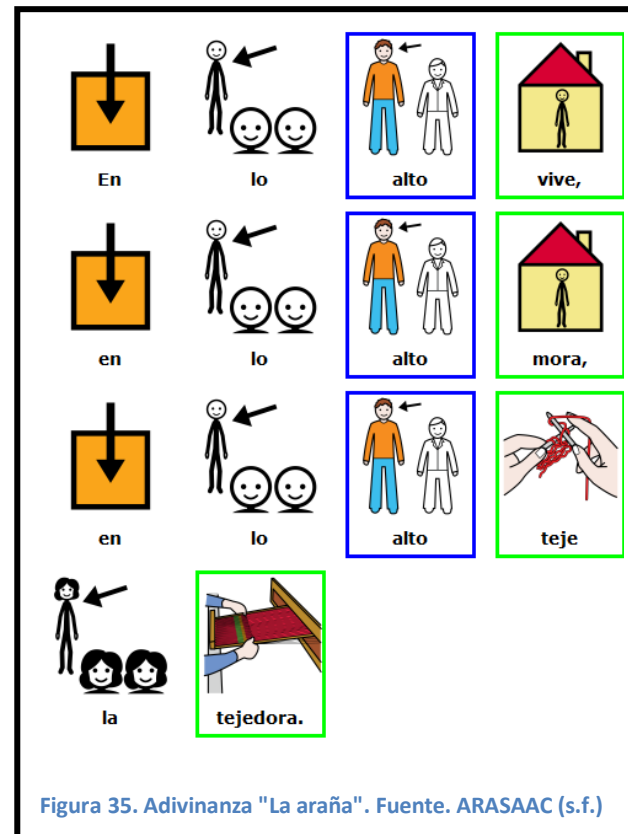 En lo alto vive,
en lo alto mora,
en lo alto teje
la tejedora.
Figura 35. Adivinanza "La araña". Fuente. ARASAAC (s.f.)